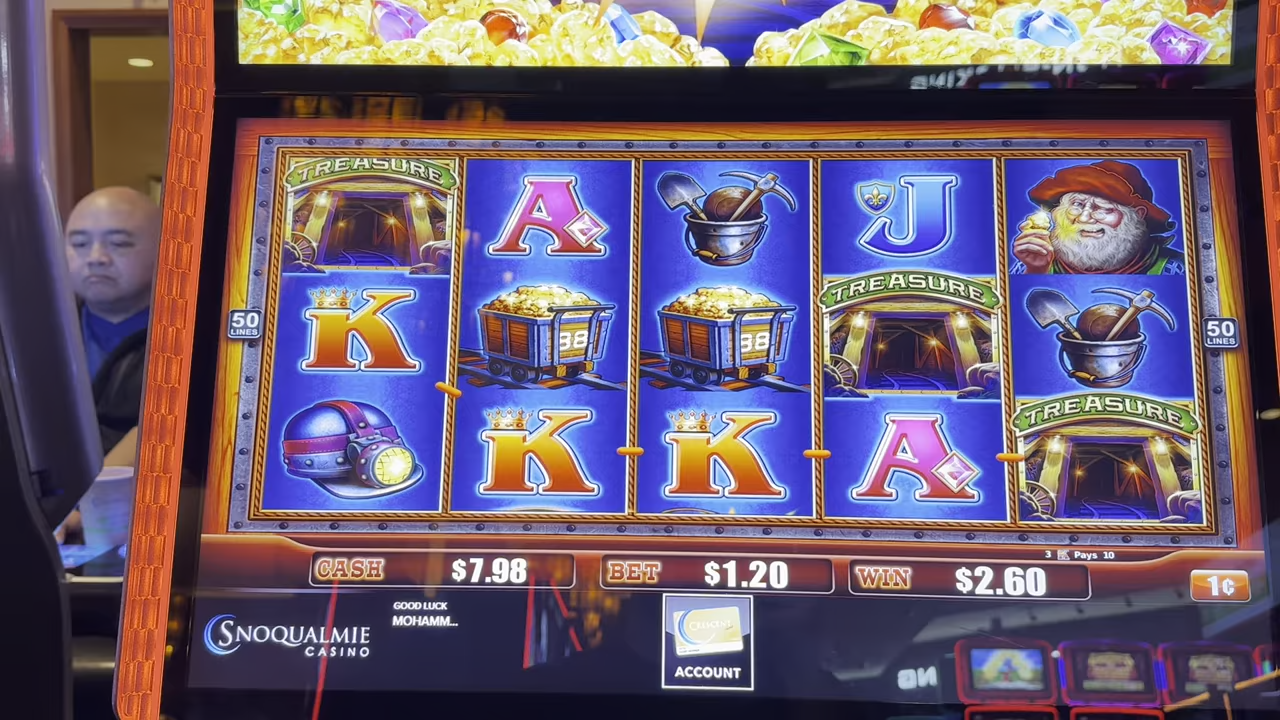 TREASURE
A
J
50
LINES
K
88
88
TREASURE
50
LINES
K
K
A
TREASURE
3 K Pays 10
CASH $7.98 BET $1.20 WIN $2.60 1¢
SNOQUALMIE
CASINO
GOOD LUCK
MOHAMM...
CRESCENT
ACCOUNT